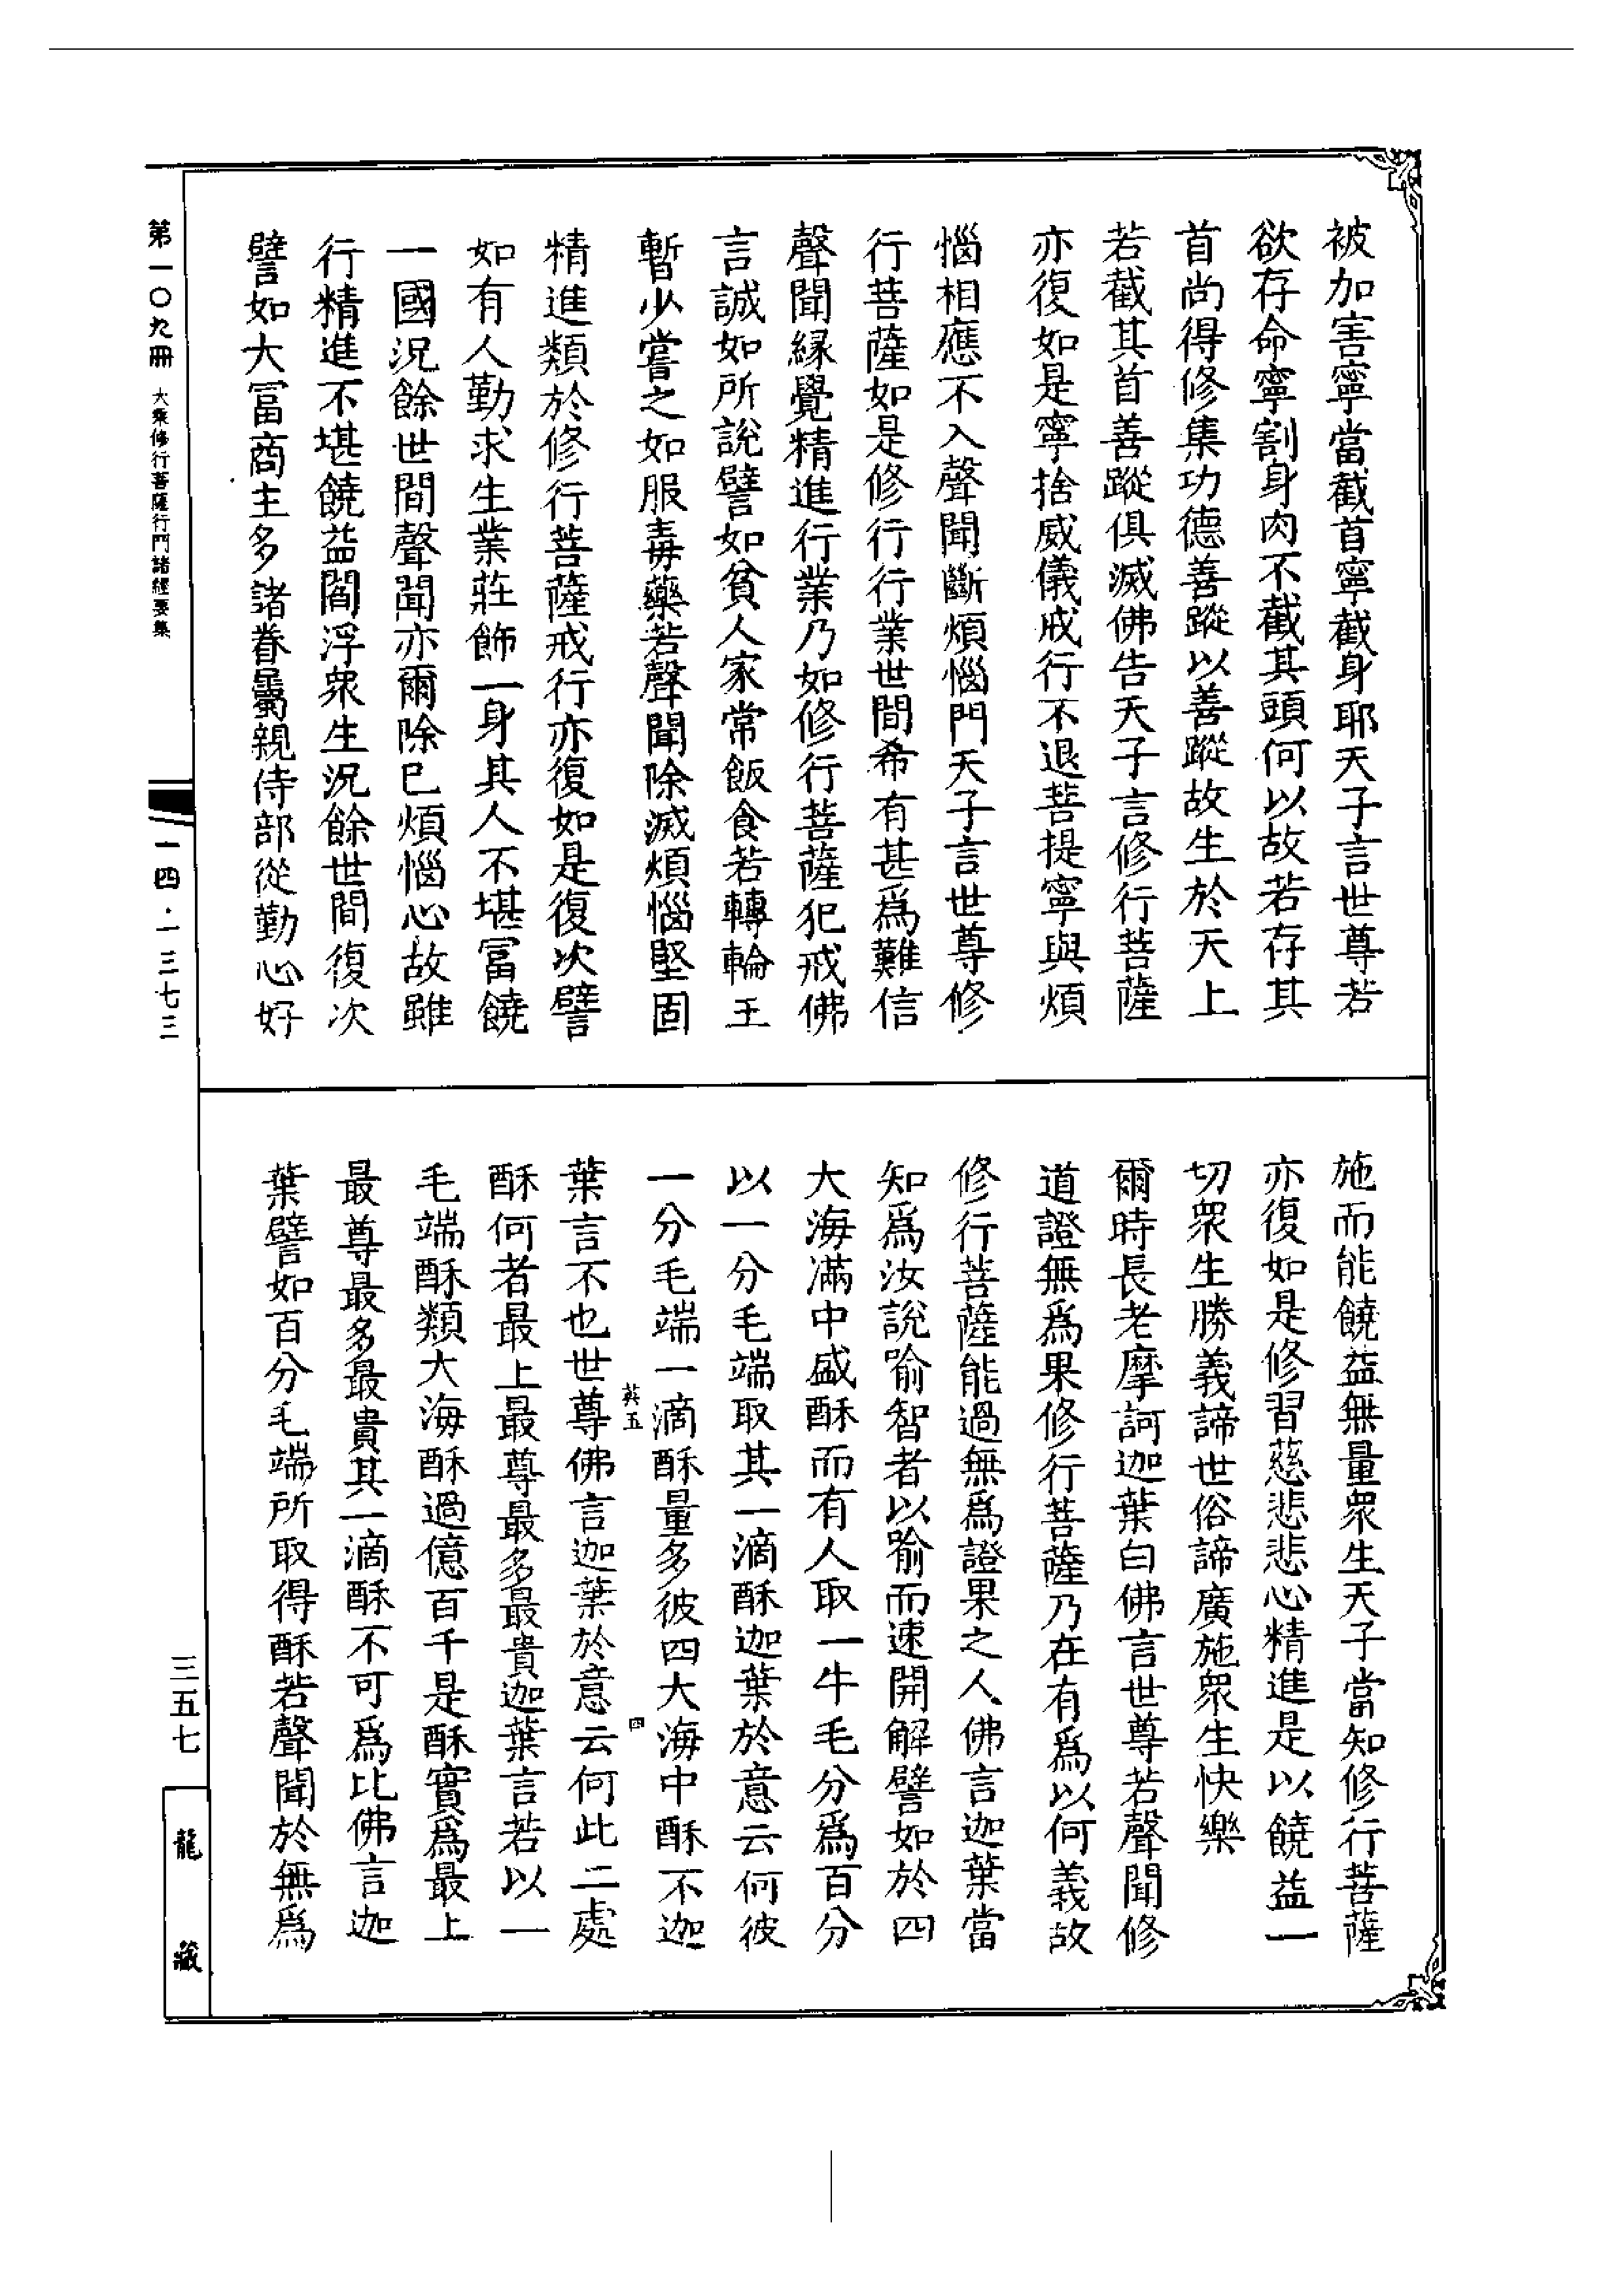 被加害寧當截首寧截身耶天子言世尊若
欲存命寧割身肉不截其頭何以故若存其
首尚得修集功德善蹤以善蹤故生於天上
若截其首善蹤俱滅佛告天子言修行菩薩
亦復如是寧捨威儀戒行不退菩提寧與煩
惱相應不入聲聞斷煩惱門天子言世尊修
行菩薩如是修行行業世間希有甚爲難信
聲聞緣覺精進行業乃如修行菩薩犯戒佛
言誠如所說譬如貧人家常飯食若轉輪王
暫少嘗之如服毒藥若聲聞除滅煩惱堅固
精進類於修行菩薩戒行亦復如是復次譬
如有人勤求生業莊飾一身其人不堪冨饒
一國況餘世間聲聞亦爾除已煩惱心故雖
行精進不堪饒益閻浮衆生況餘世間復次
譬如大冨商主多諸眷屬親侍部從勤心好
施而能饒益無量衆生天子當知修行菩薩
亦復如是修習慈悲悲心精進是以饒益一
切衆生勝義諦世俗諦廣施衆生快樂
爾時長老摩訶迦葉白佛言世尊若聲聞修
道證無爲果修行菩薩乃在有爲以何義故
修行菩薩能過無爲證果之人佛言迦葉當
知爲汝說喻智者以喻而速開解譬如於四
大海滿中盛酥而有人取一牛毛分爲百分
以一分毛端取其一滴酥迦葉於意云何彼
一分毛端一滴酥量多彼四大海中酥不迦
英五
四
葉言不也世尊佛言迦葉於意云何此二處
酥何者最上最尊最多最貴迦葉言若以一
毛端酥類大海酥過億百千是酥實爲最上
最尊最多最貴其一滴酥不可爲比佛言迦
葉譬如百分毛端所取得酥若聲聞於無爲
第一〇九冊 大乘修行菩薩行門諸經要集
一四·一三七三
三五七
龍藏